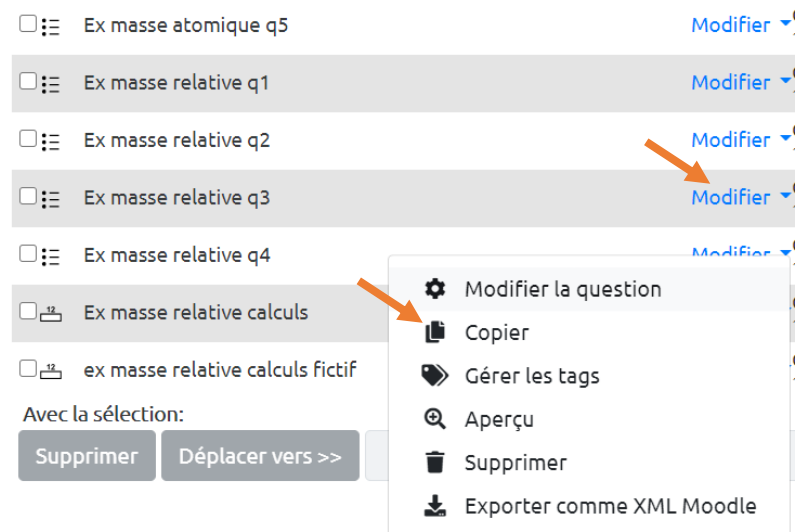 Ex masse atomique q5 Modifier
Ex masse relative q1 Modifier
Ex masse relative q2 Modifier
Ex masse relative q3 Modifier
Ex masse relative q4 Modifier
Modifier la question
12 Ex masse relative calculs
Copier
12 ex masse relative calculs fictif
Gérer les tags
Avec la sélection:
Aperçu
Supprimer Déplacer vers >>
Supprimer
Exporter comme XML Moodle